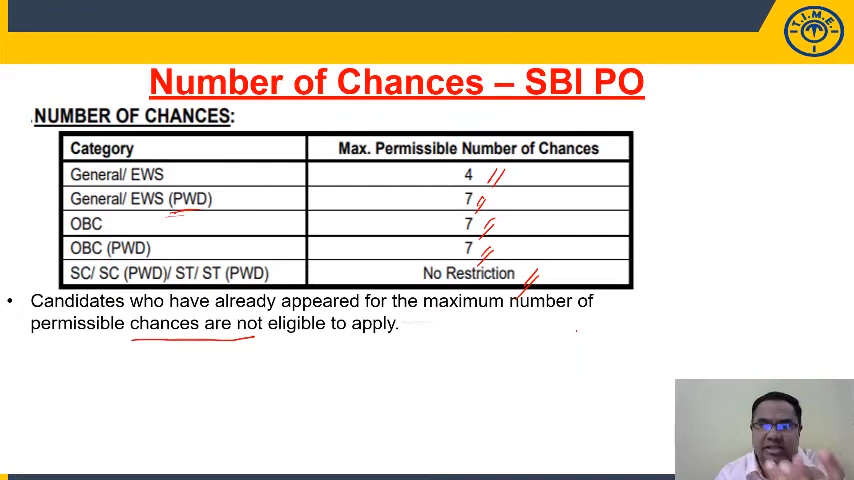 T.I.M.E.
Number of Chances – SBI PO
NUMBER OF CHANCES:
Category Max. Permissible Number of Chances
General/ EWS 4
General/ EWS (PWD) 7
OBC 7
OBC (PWD) 7
SC/ SC (PWD)/ ST/ ST (PWD) No Restriction
• Candidates who have already appeared for the maximum number of
permissible chances are not eligible to apply.